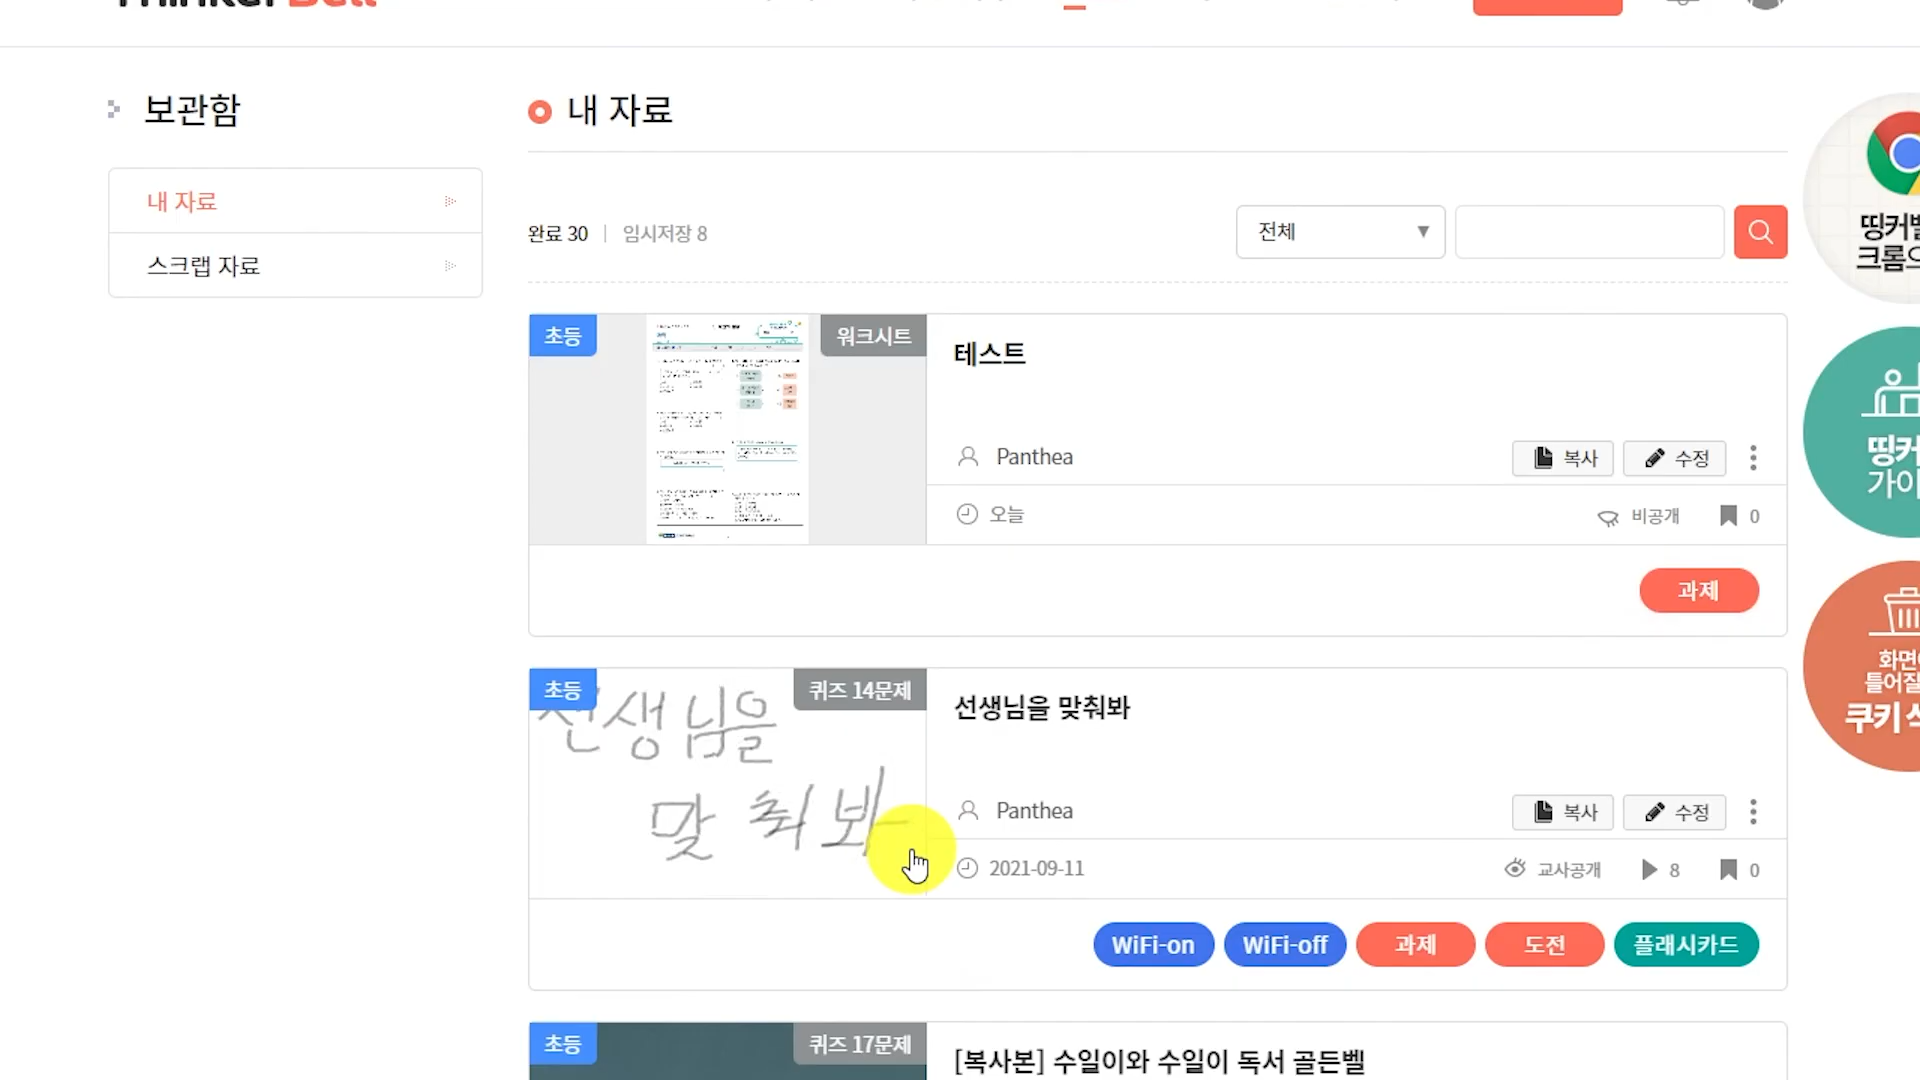 보관함
내 자료
스크랩 자료
내 자료
완료 30 | 임시저장 8
전체
초등
워크시트
테스트
Panthea
복사
수정
오늘
비공개
0
과제
초등
퀴즈 14문제
선생님을
맞춰봐
선생님을 맞춰봐
Panthea
복사
수정
2021-09-11
교사공개
8
0
WiFi-on
WiFi-off
과제
도전
플래시카드
초등
퀴즈 17문제
[복사본] 수일이와 수일이 독서 골든벨